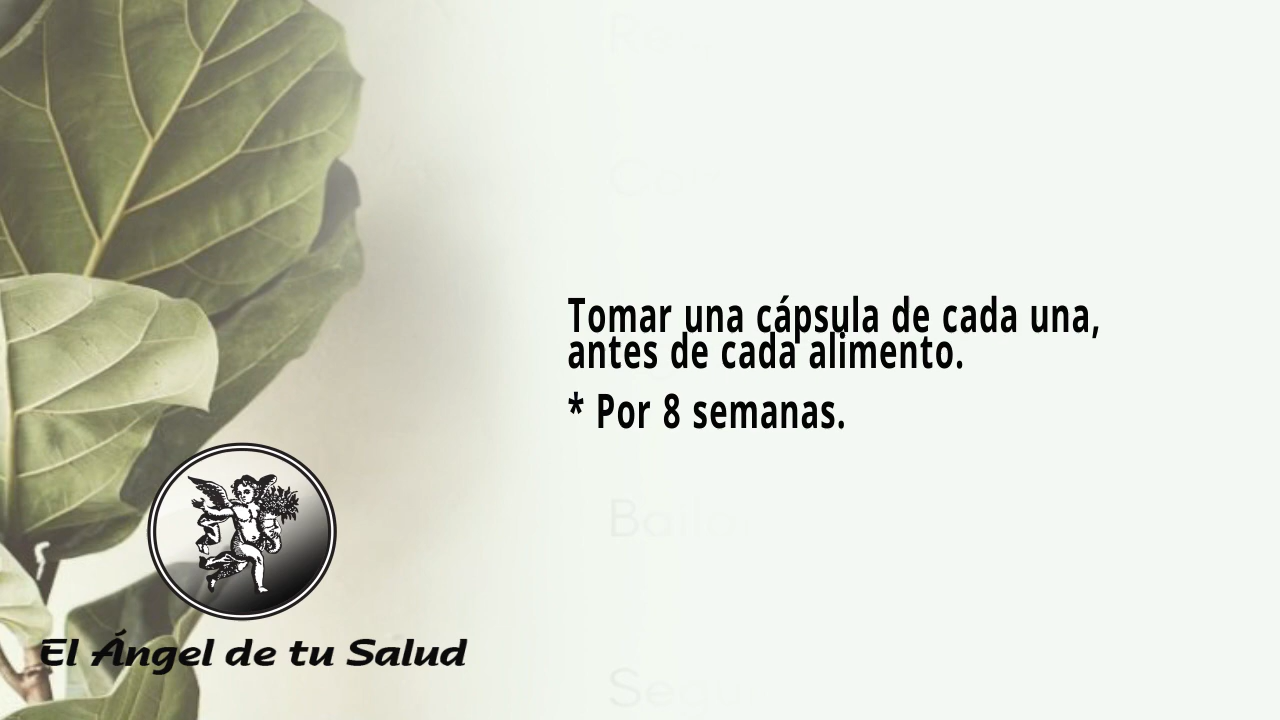 Tomar una cápsula de cada una,
antes de cada alimento.
* Por 8 semanas.
El Ángel de tu Salud